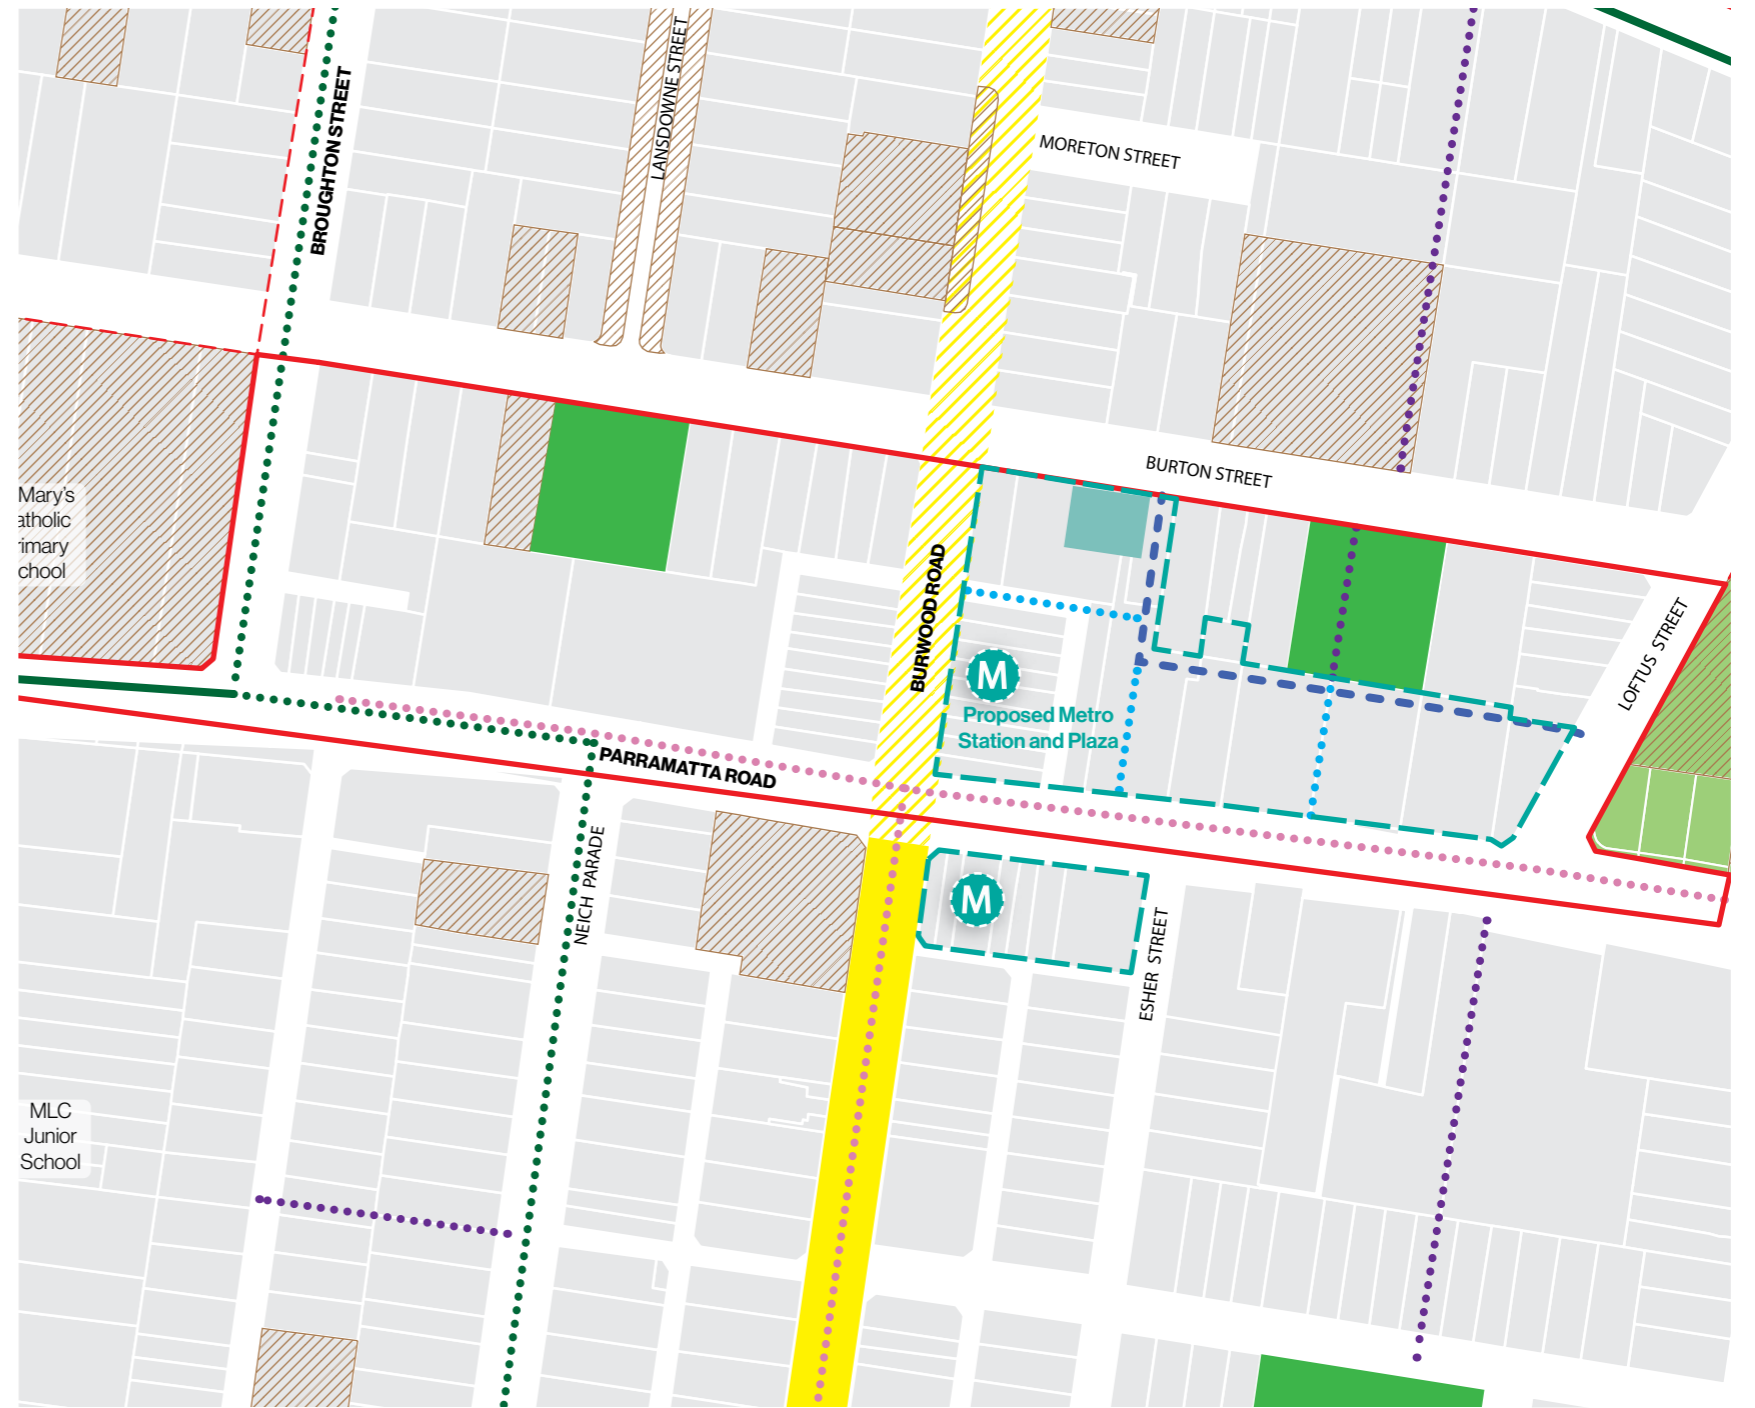 LANSDOWNE STREET
BROUGHTON STREET
MORETON STREET
BURTON STREET
Mary's
atholic
rimary
chool
BURWOOD ROAD
LOFTUS STREET
M
Proposed Metro
Station and Plaza
PARRAMATTA ROAD
NEICH PARADE
M
ESHER STREET
MLC
Junior
School